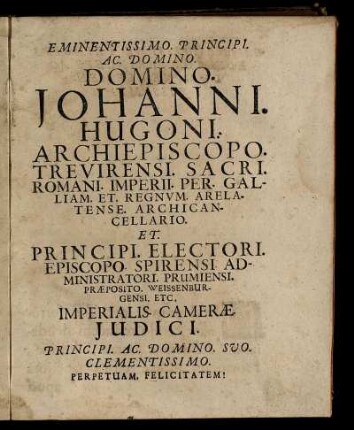 EMINENTISSIMO. PRINCIPI.
AC. DOMINO.
DOMINO.
JOHANNI.
HUGONI.
ARCHIEPISCOPO.
TREVIRENSI. SACRI.
ROMANI. IMPERII. PER. GAL-
LIAM. ET. REGNVM. ARELA-
TENSE. ARCHICAN-
CELLARIO.
ET.
PRINCIPI. ELECTORI.
EPISCOPO. SPIRENSI. AD-
MINISTRATORI. PRUMIENSI.
PRÆPOSITO. WEISSENBUR-
GENSI. ETC.
IMPERIALIS. CAMERÆ.
JUDICI.
PRINCIPI. AC. DOMINO. SVO.
CLEMENTISSIMO.
PERPETUAM. FELICITATEM!